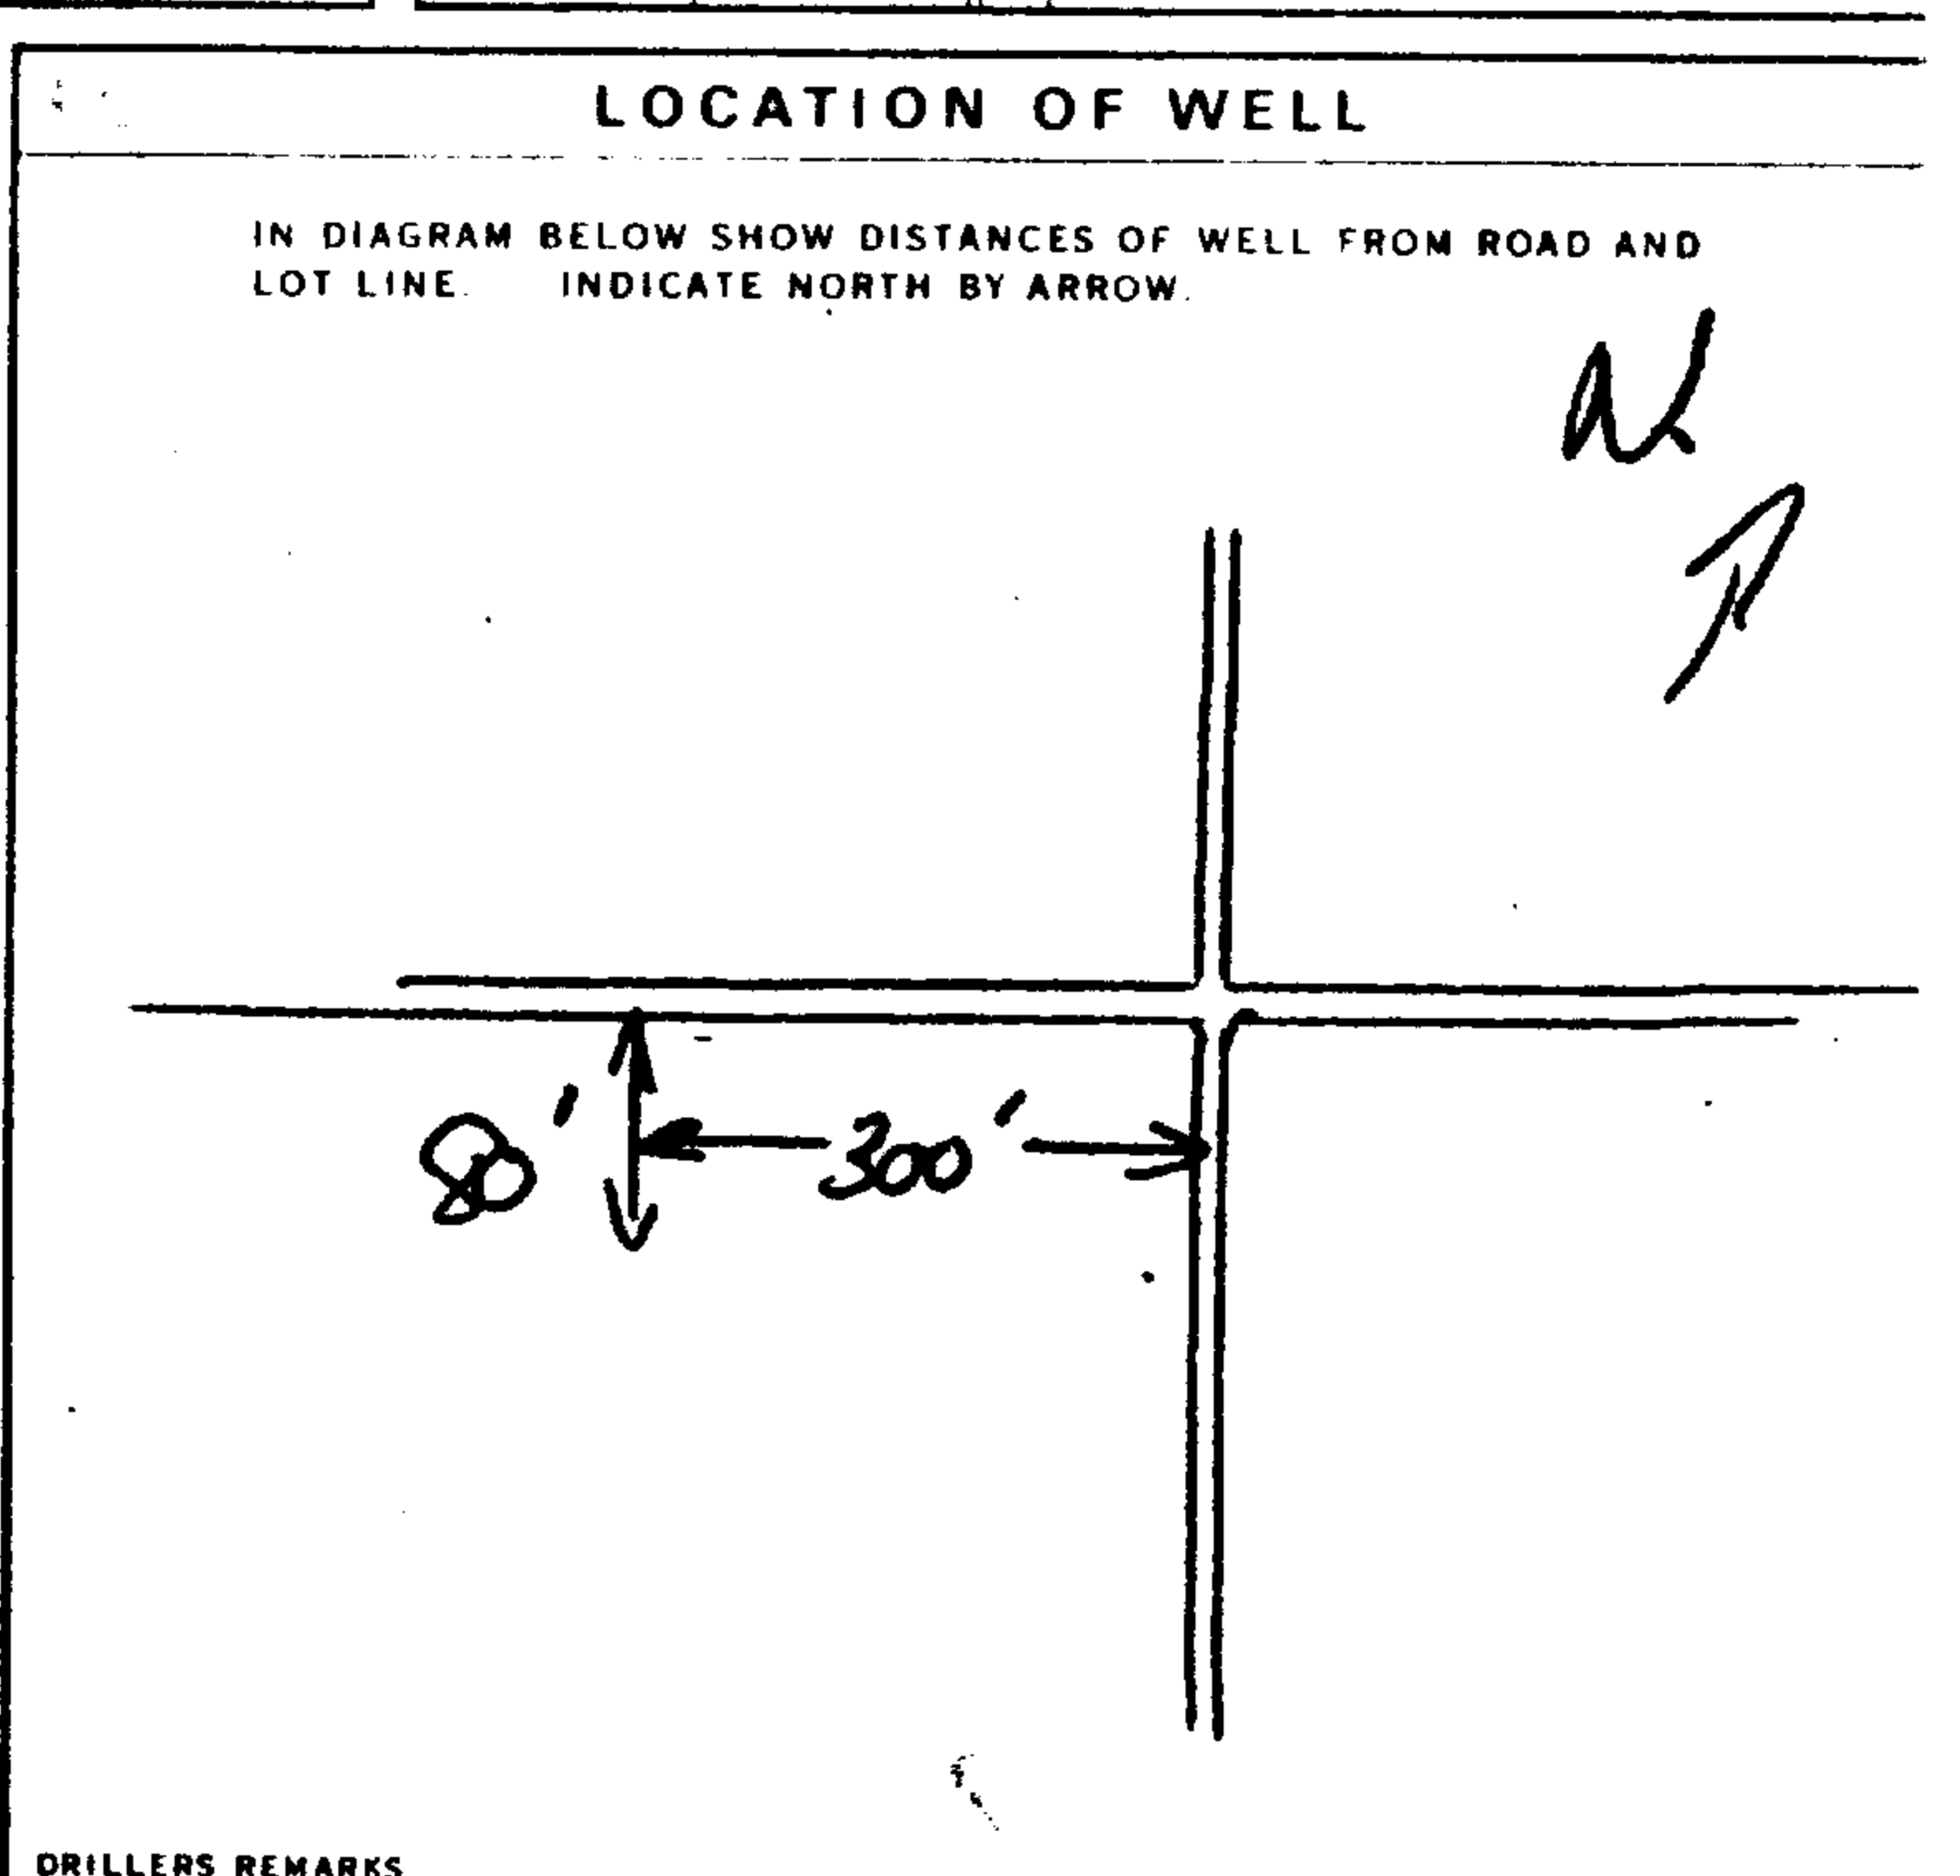 LOCATION OF WELL
IN DIAGRAM BELOW SHOW DISTANCES OF WELL FROM ROAD AND
LOT LINE. INDICATE NORTH BY ARROW.
N
80' 300'
DRILLERS REMARKS